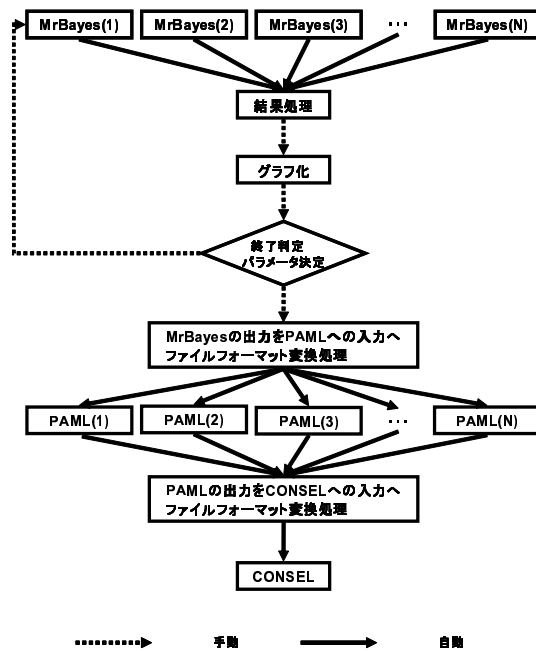 MrBayes(1) MrBayes(2) MrBayes(3) … MrBayes(N)
結果処理
グラフ化
終了判定
パラメータ決定
MrBayesの出力をPAMLへの入力へ
ファイルフォーマット変換処理
PAML(1) PAML(2) PAML(3) … PAML(N)
PAMLの出力をCONSELへの入力へ
ファイルフォーマット変換処理
CONSEL
手動 自動